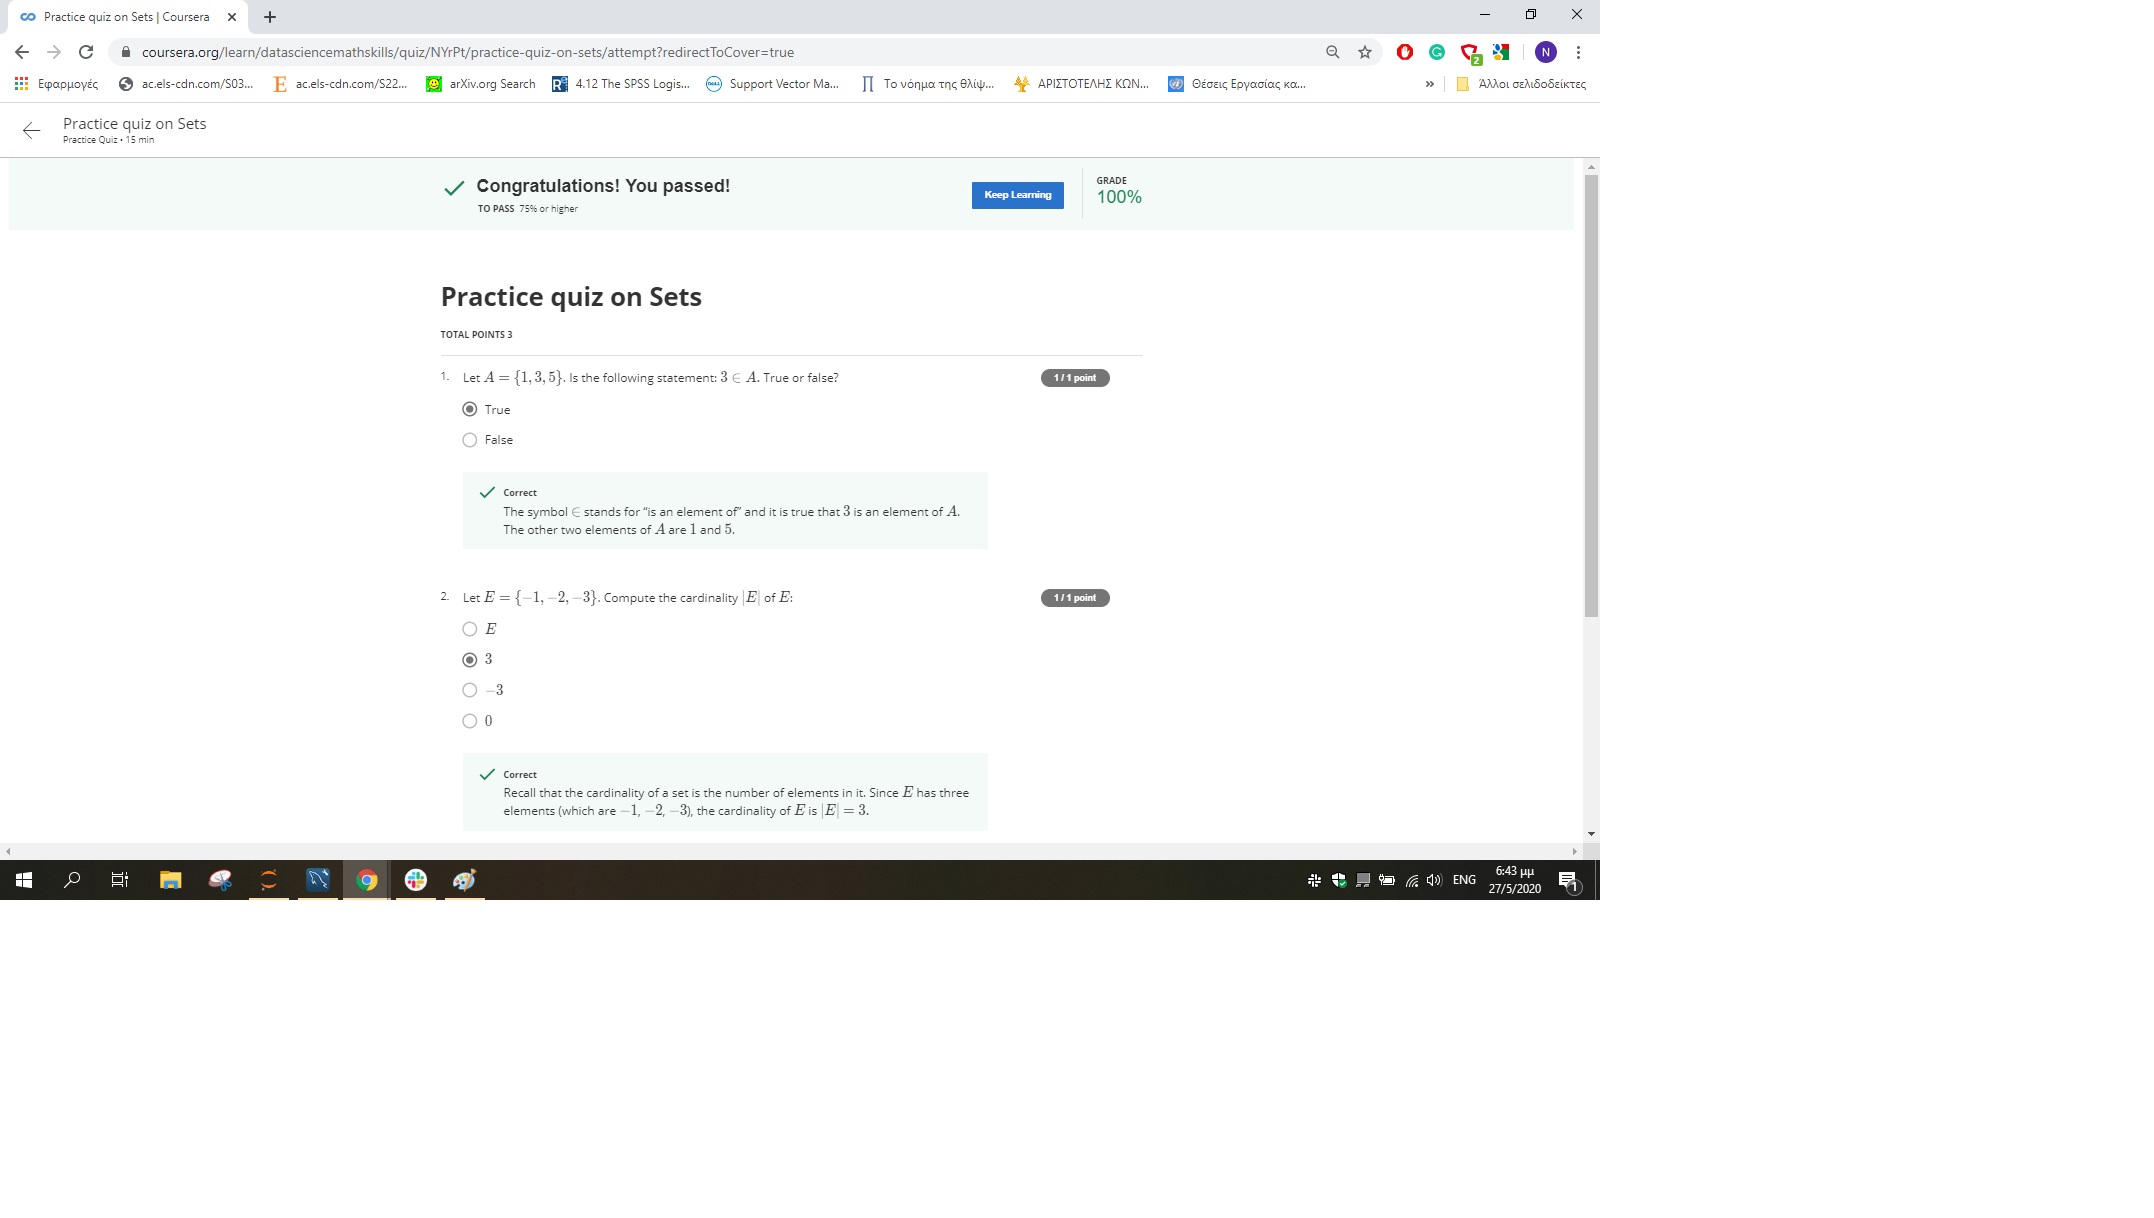 Practice quiz on Sets | Coursera
coursera.org/learn/datasciencemathskills/quiz/NYrPt/practice-quiz-on-sets/attempt?redirectToCover=true
2
N
Εφαρμογές ac.els-cdn.com/S03... ac.els-cdn.com/S22... arXiv.org Search 4.12 The SPSS Logis... Support Vector Ma... Το νόημα της θλίψ... ΑΡΙΣΤΟΤΕΛΗΣ ΚΩΝ... Θέσεις Εργασίας κα... » Άλλοι σελιδοδείκτες
Practice quiz on Sets
Practice Quiz • 15 min
Congratulations! You passed!
TO PASS 75% or higher
Keep Learning
GRADE
100%
Practice quiz on Sets
TOTAL POINTS 3
1. Let A = {1, 3, 5}. Is the following statement: 3 ∈ A. True or false?
1 / 1 point
True
False
Correct
The symbol ∈ stands for “is an element of” and it is true that 3 is an element of A.
The other two elements of A are 1 and 5.
2. Let E = {−1, −2, −3}. Compute the cardinality |E| of E:
1 / 1 point
E
3
−3
0
Correct
Recall that the cardinality of a set is the number of elements in it. Since E has three
elements (which are −1, −2, −3), the cardinality of E is |E| = 3.
ENG
6:43 μμ
27/5/2020
1